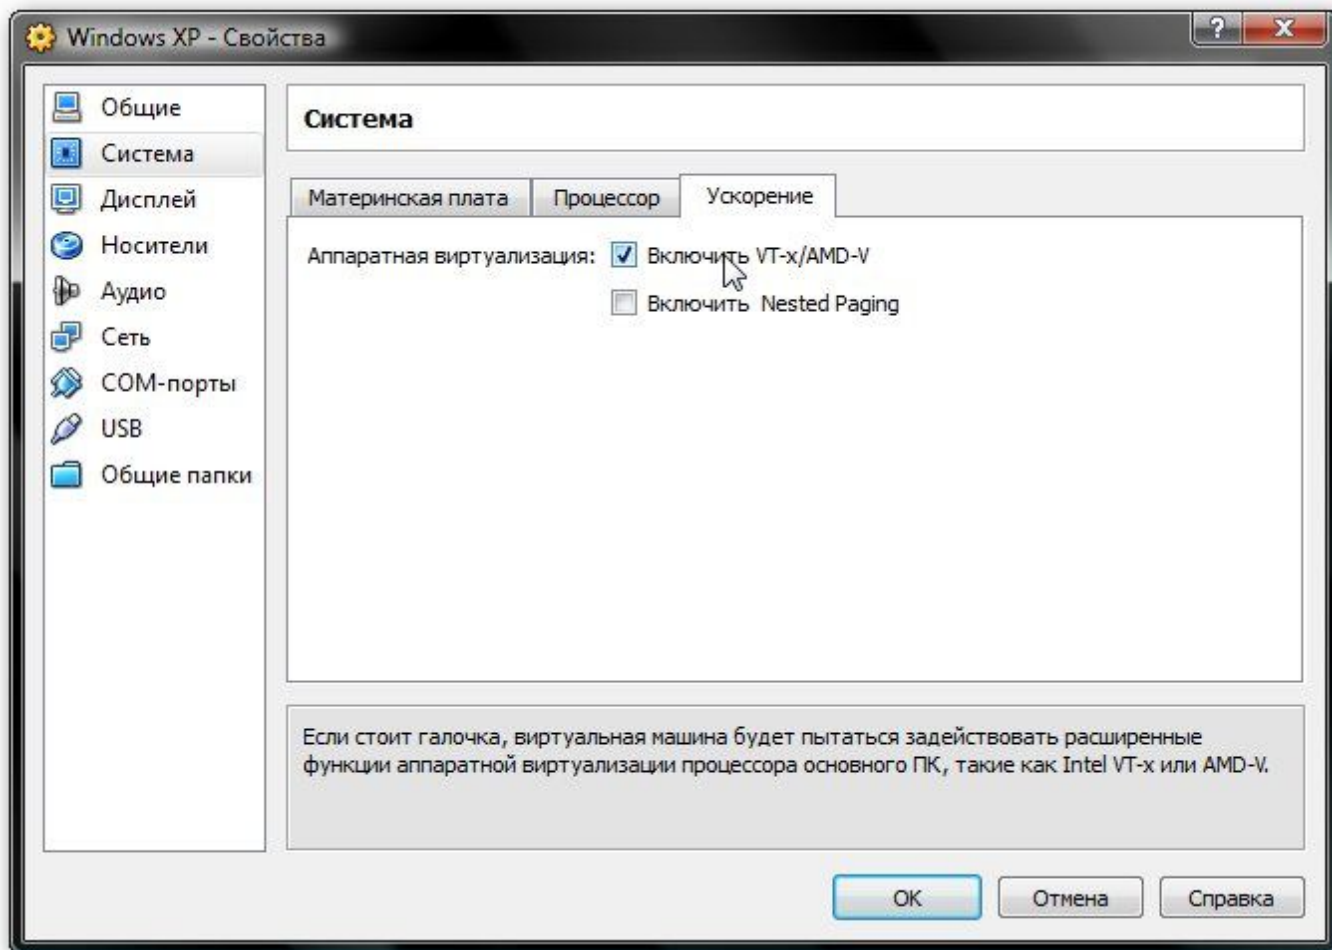 Windows XP - Свойства
Общие
Система
Дисплей
Носители
Аудио
Сеть
COM-порты
USB
Общие папки
Система
Материнская плата
Процессор
Ускорение
Аппаратная виртуализация: Включить VT-x/AMD-V
Включить Nested Paging
Если стоит галочка, виртуальная машина будет пытаться задействовать расширенные
функции аппаратной виртуализации процессора основного ПК, такие как Intel VT-x или AMD-V.
OK
Отмена
Справка